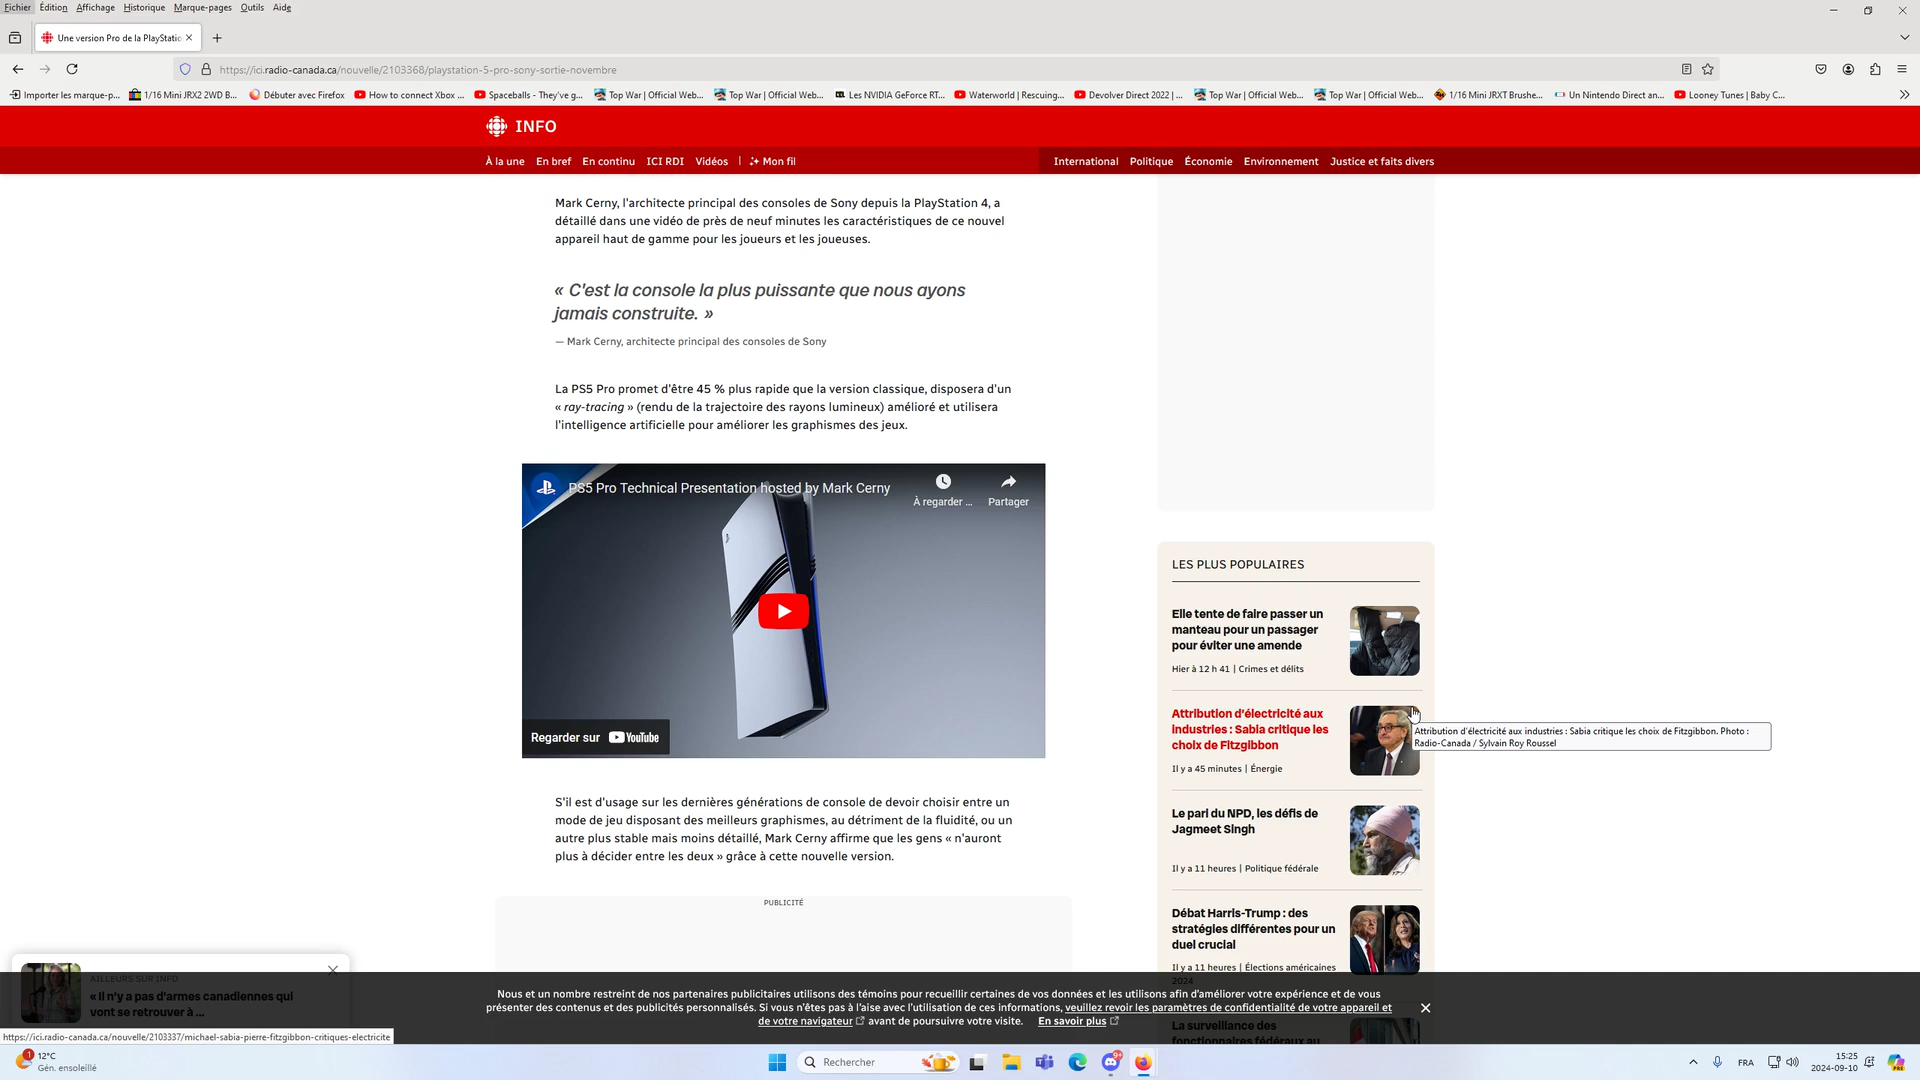 Fichier Édition Affichage Historique Marque-pages Outils Aide
Une version Pro de la PlayStatio
https://ici.radio-canada.ca/nouvelle/2103368/playstation-5-pro-sony-sortie-novembre
Importer les marque-p... 1/16 Mini JRX2 2WD B... Débuter avec Firefox How to connect Xbox ... Spaceballs - They've g... Top War | Official Web... Top War | Official Web... Les NVIDIA GeForce RT... Waterworld | Rescuing... Devolver Direct 2022 | ... Top War | Official Web... Top War | Official Web... 1/16 Mini JRXT Brushe... Un Nintendo Direct an... Looney Tunes | Baby C...
INFO
À la une En bref En continu ICI RDI Vidéos | Mon fil International Politique Économie Environnement Justice et faits divers
Mark Cerny, l'architecte principal des consoles de Sony depuis la PlayStation 4, a
détaillé dans une vidéo de près de neuf minutes les caractéristiques de ce nouvel
appareil haut de gamme pour les joueurs et les joueuses.
« C'est la console la plus puissante que nous ayons
jamais construite. »
— Mark Cerny, architecte principal des consoles de Sony
La PS5 Pro promet d'être 45 % plus rapide que la version classique, disposera d'un
« ray-tracing » (rendu de la trajectoire des rayons lumineux) amélioré et utilisera
l'intelligence artificielle pour améliorer les graphismes des jeux.
PS5 Pro Technical Presentation hosted by Mark Cerny
À regarder ... Partager
Regarder sur YouTube
S'il est d'usage sur les dernières générations de console de devoir choisir entre un
mode de jeu disposant des meilleurs graphismes, au détriment de la fluidité, ou un
autre plus stable mais moins détaillé, Mark Cerny affirme que les gens « n'auront
plus à décider entre les deux » grâce à cette nouvelle version.
PUBLICITÉ
LES PLUS POPULAIRES
Elle tente de faire passer un
manteau pour un passager
pour éviter une amende
Hier à 12 h 41 | Crimes et délits
Attribution d'électricité aux
industries : Sabia critique les
choix de Fitzgibbon
Il y a 45 minutes | Énergie
Attribution d'électricité aux industries : Sabia critique les choix de Fitzgibbon. Photo :
Radio-Canada / Sylvain Roy Roussel
Le pari du NPD, les défis de
Jagmeet Singh
Il y a 11 heures | Politique fédérale
Débat Harris-Trump : des
stratégies différentes pour un
duel crucial
Il y a 11 heures | Élections américaines
2024
La surveillance des
fonctionnaires fédéraux au
AILLEURS SUR INFO
« Il n'y a pas d'armes canadiennes qui
vont se retrouver à ...
Nous et un nombre restreint de nos partenaires publicitaires utilisons des témoins pour recueillir certaines de vos données et les utilisons afin d'améliorer votre expérience et de vous
présenter des contenus et des publicités personnalisés. Si vous n'êtes pas à l'aise avec l'utilisation de ces informations, veuillez revoir les paramètres de confidentialité de votre appareil et
de votre navigateur avant de poursuivre votre visite. En savoir plus
https://ici.radio-canada.ca/nouvelle/2103337/michael-sabia-pierre-fitzgibbon-critiques-electricite
1
12°C
Gén. ensoleillé
Rechercher
9+
FRA
15:25
2024-09-10
PRE